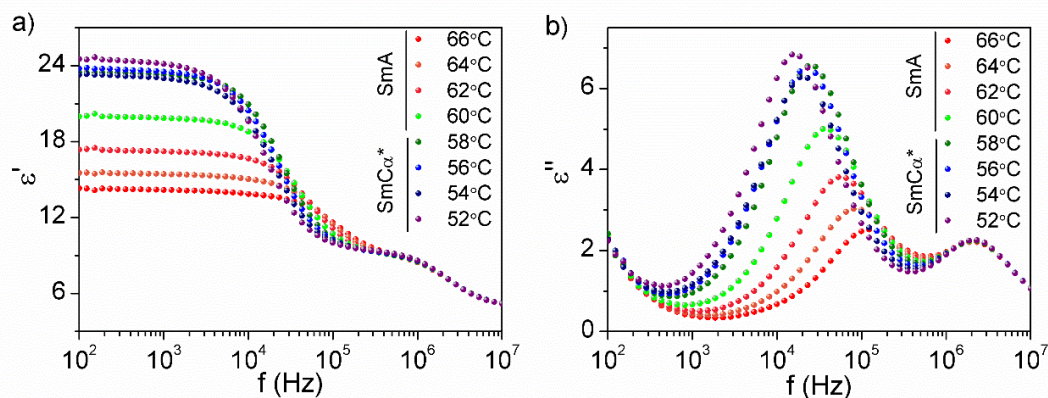 a)
24
18
12
6
ε'
10² 10³ 10⁴ 10⁵ 10⁶ 10⁷
f (Hz)
SmA
66°C
64°C
62°C
60°C
SmCα*
58°C
56°C
54°C
52°C
b)
6
4
2
0
ε"
10² 10³ 10⁴ 10⁵ 10⁶ 10⁷
f (Hz)
SmA
66°C
64°C
62°C
60°C
SmCα*
58°C
56°C
54°C
52°C